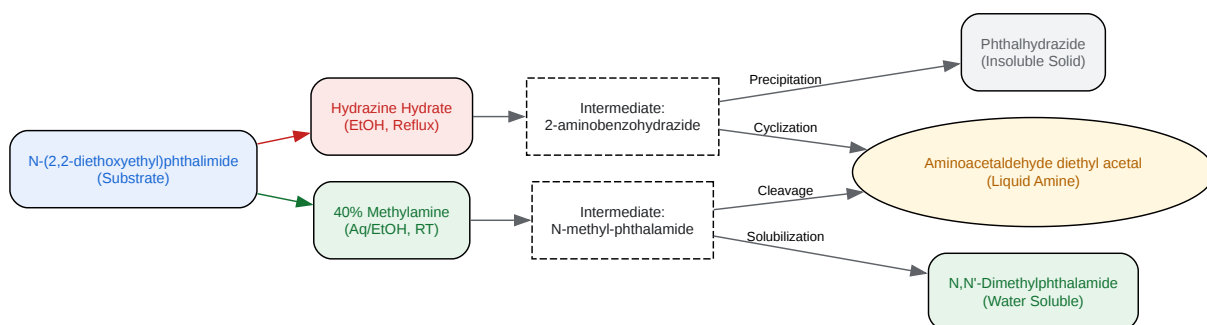 N-(2,2-diethoxyethyl)phthalimide
(Substrate)
Hydrazine Hydrate
(EtOH, Reflux)
40% Methylamine
(Aq/EtOH, RT)
Intermediate:
2-aminobenzohydrazide
Intermediate:
N-methyl-phthalamide
Precipitation
Cyclization
Cleavage
Solubilization
Phthalhydrazide
(Insoluble Solid)
Aminoacetaldehyde diethyl acetal
(Liquid Amine)
N,N'-Dimethylphthalamide
(Water Soluble)